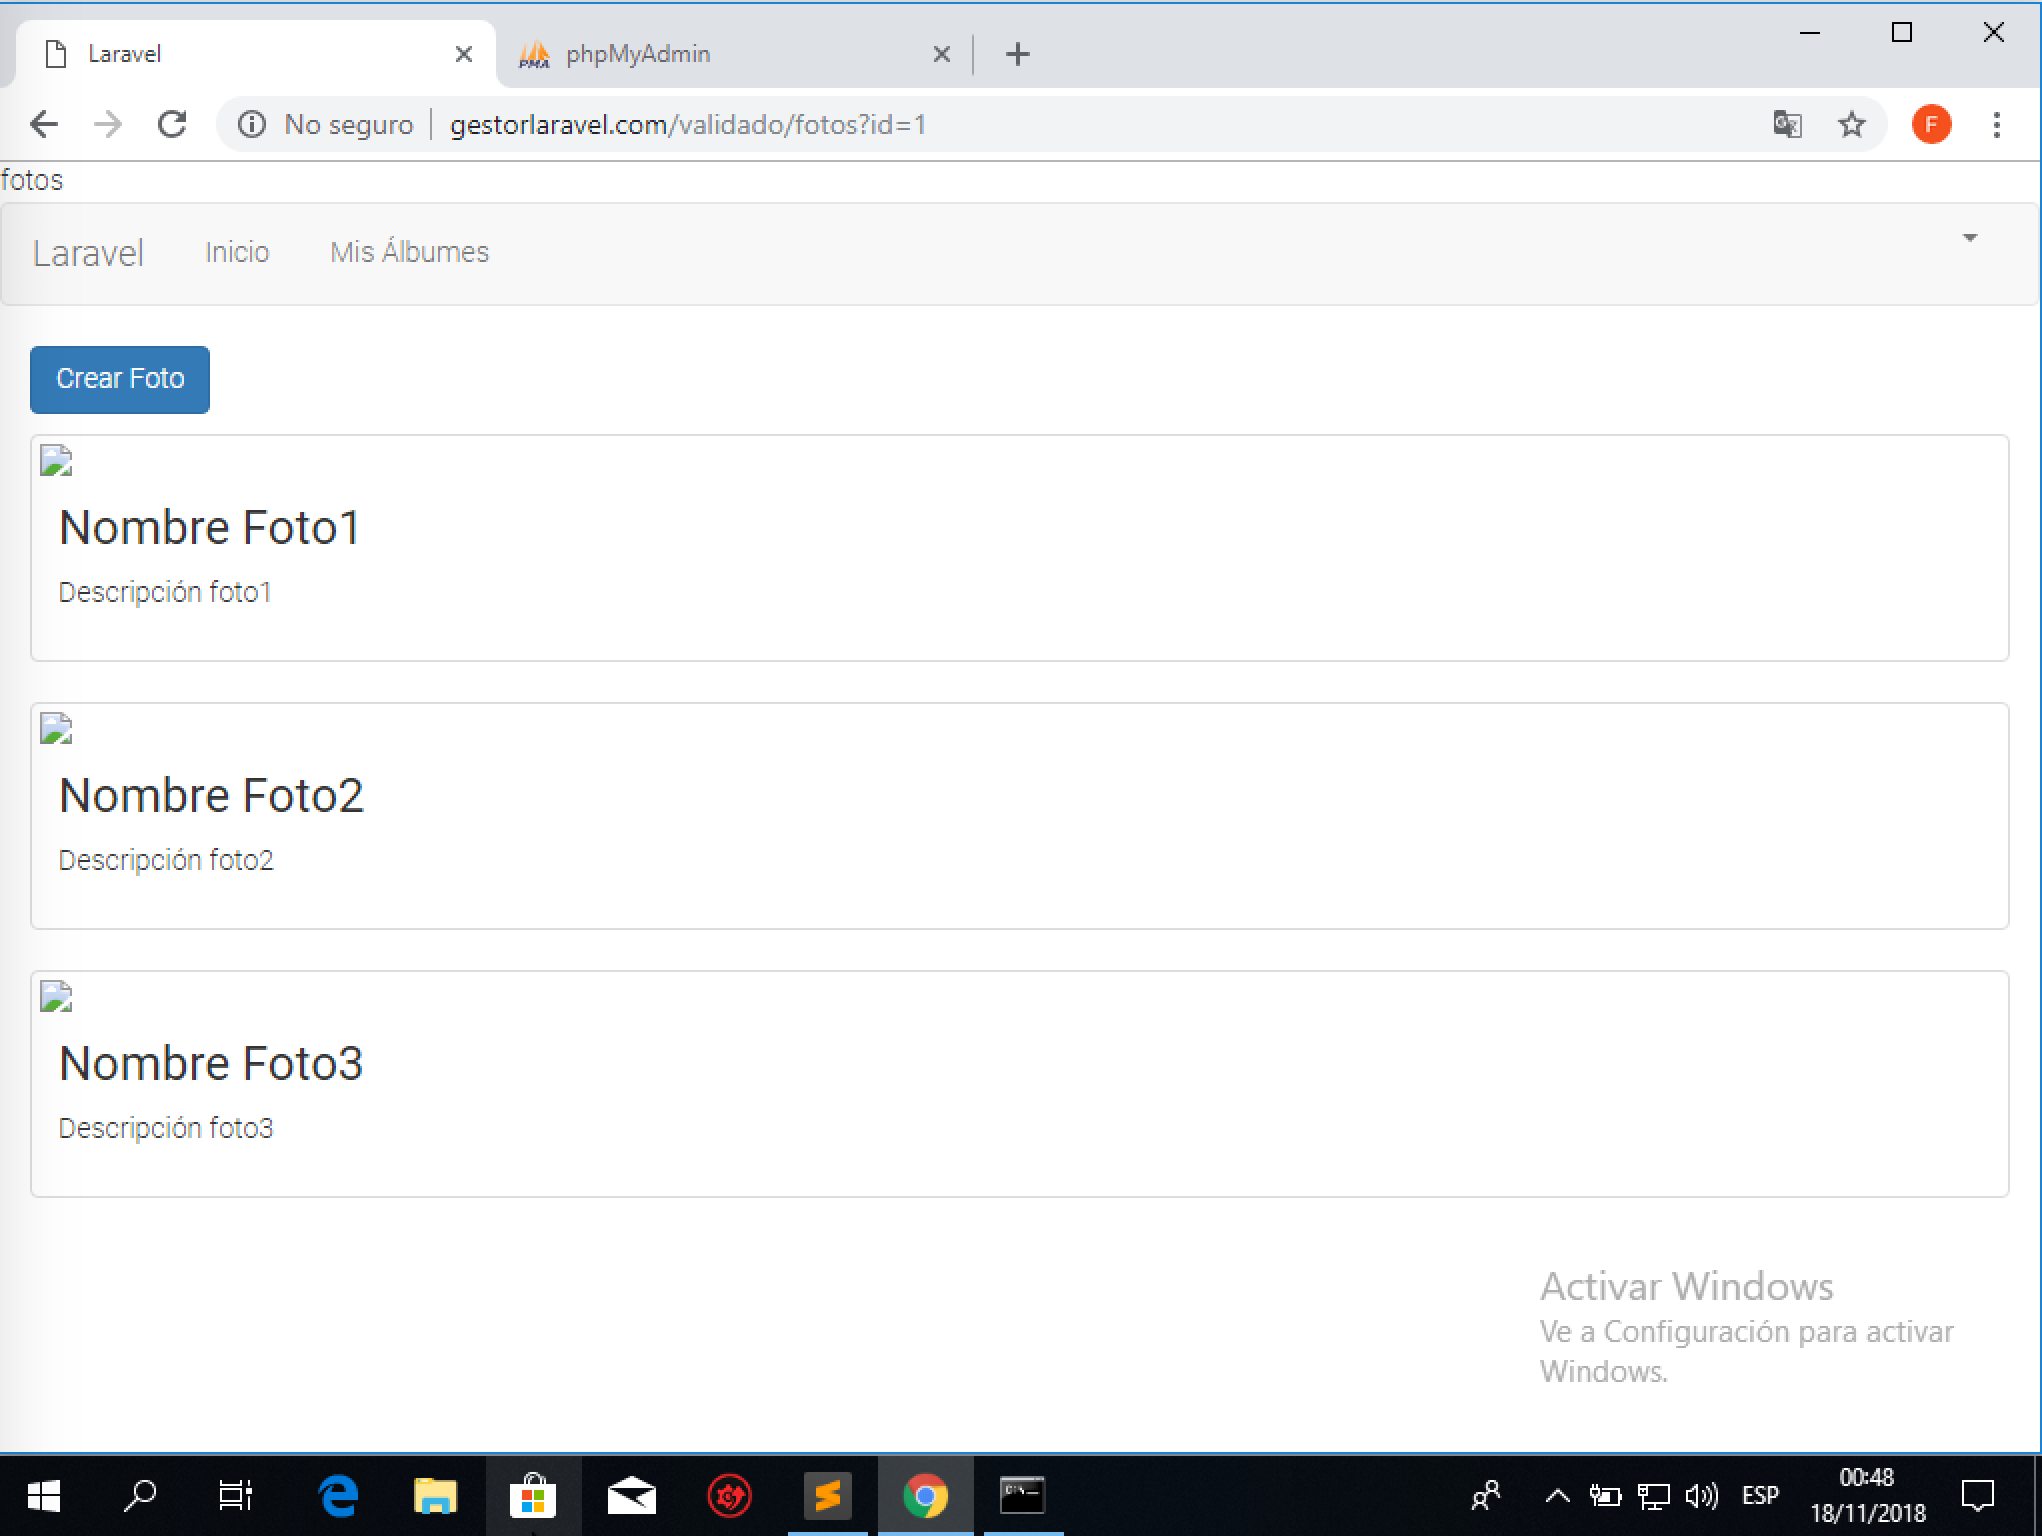 Laravel
phpMyAdmin
No seguro
gestorlaravel.com/validado/fotos?id=1
F
fotos
Laravel
Inicio
Mis Álbumes
Crear Foto
Nombre Foto1
Descripción foto1
Nombre Foto2
Descripción foto2
Nombre Foto3
Descripción foto3
Activar Windows
Ve a Configuración para activar
Windows.
ESP
00:48
18/11/2018